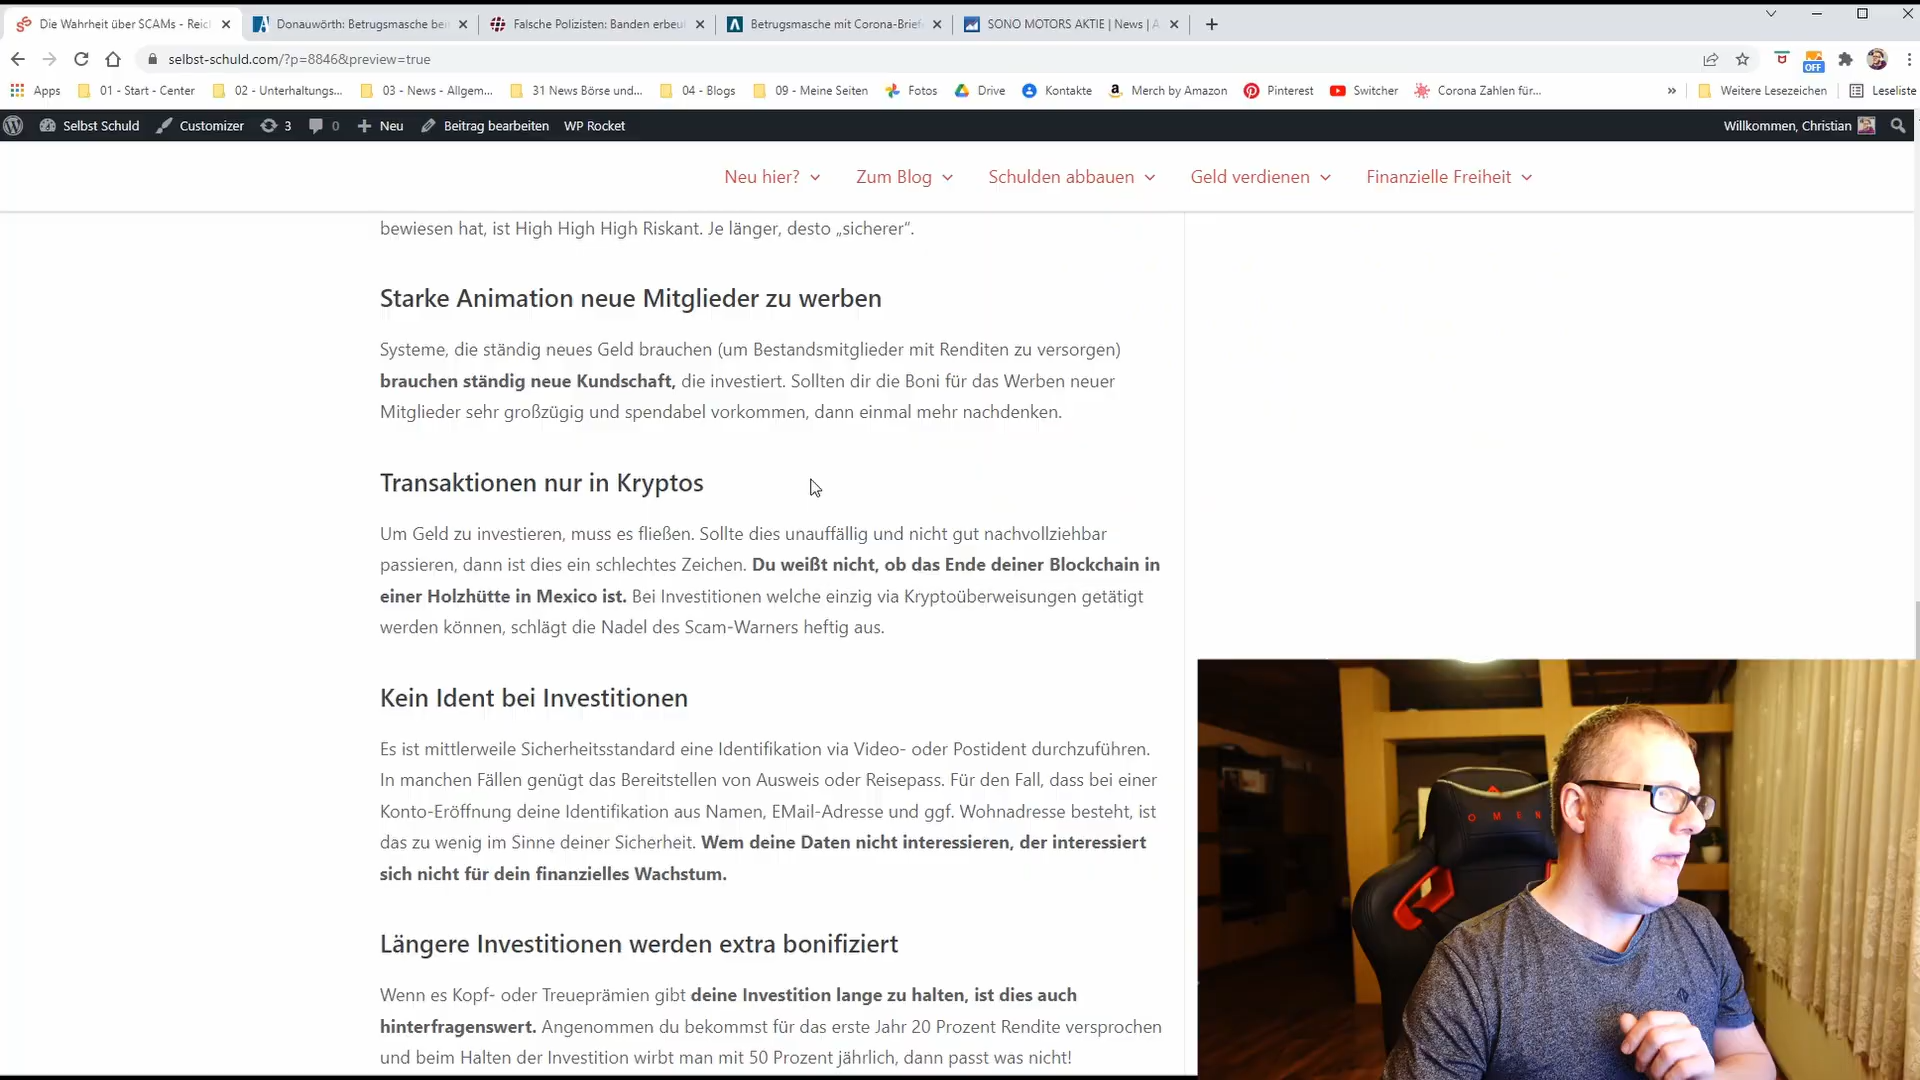 Die Wahrheit über SCAMs - Reic
Donauwörth: Betrugsmasche be
Falsche Polizisten: Banden erbeu
Betrugsmasche mit Corona-Brief
SONO MOTORS AKTIE | News | A
selbst-schuld.com/?p=8846&preview=true
OFF
Apps
01 - Start - Center
02 - Unterhaltungs...
03 - News - Allgem...
31 News Börse und...
04 - Blogs
09 - Meine Seiten
Fotos
Drive
Kontakte
Merch by Amazon
Pinterest
Switcher
Corona Zahlen für...
»
Weitere Lesezeichen
Leseliste
Selbst Schuld
Customizer
3
0
Neu
Beitrag bearbeiten
WP Rocket
Willkommen, Christian
Neu hier?
Zum Blog
Schulden abbauen
Geld verdienen
Finanzielle Freiheit
bewiesen hat, ist High High High Riskant. Je länger, desto „sicherer“.
Starke Animation neue Mitglieder zu werben
Systeme, die ständig neues Geld brauchen (um Bestandsmitglieder mit Renditen zu versorgen)
brauchen ständig neue Kundschaft, die investiert. Sollten dir die Boni für das Werben neuer
Mitglieder sehr großzügig und spendabel vorkommen, dann einmal mehr nachdenken.
Transaktionen nur in Kryptos
Um Geld zu investieren, muss es fließen. Sollte dies unauffällig und nicht gut nachvollziehbar
passieren, dann ist dies ein schlechtes Zeichen. Du weißt nicht, ob das Ende deiner Blockchain in
einer Holzhütte in Mexico ist. Bei Investitionen welche einzig via Kryptoüberweisungen getätigt
werden können, schlägt die Nadel des Scam-Warners heftig aus.
Kein Ident bei Investitionen
Es ist mittlerweile Sicherheitsstandard eine Identifikation via Video- oder Postident durchzuführen.
In manchen Fällen genügt das Bereitstellen von Ausweis oder Reisepass. Für den Fall, dass bei einer
Konto-Eröffnung deine Identifikation aus Namen, EMail-Adresse und ggf. Wohnadresse besteht, ist
das zu wenig im Sinne deiner Sicherheit. Wem deine Daten nicht interessieren, der interessiert
sich nicht für dein finanzielles Wachstum.
Längere Investitionen werden extra bonifiziert
Wenn es Kopf- oder Treueprämien gibt deine Investition lange zu halten, ist dies auch
hinterfragenswert. Angenommen du bekommst für das erste Jahr 20 Prozent Rendite versprochen
und beim Halten der Investition wirbt man mit 50 Prozent jährlich, dann passt was nicht!
OMEN